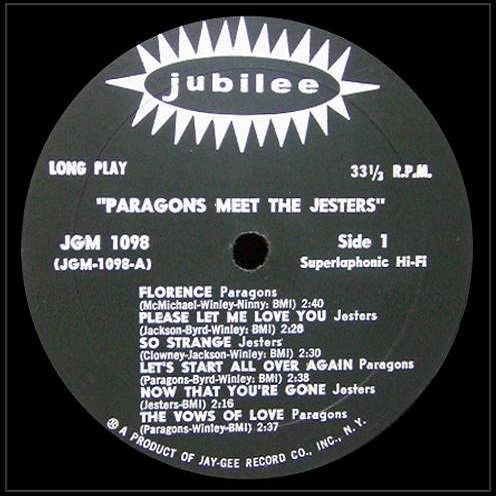 jubilee
LONG PLAY
33⅓ R.P.M.
"PARAGONS MEET THE JESTERS"
JGM 1098
(JGM-1098-A)
Side 1
Superlaphonic Hi-Fi
FLORENCE Paragons
(McMichael-Winley-Ninny: BMI) 2:40
PLEASE LET ME LOVE YOU Jesters
(Jackson-Byrd-Winley: BMI) 2:26
SO STRANGE Jesters
(Clowney-Jackson-Winley: BMI) 2:30
LET'S START ALL OVER AGAIN Paragons
(Paragons-Byrd-Winley: BMI) 2:38
NOW THAT YOU'RE GONE Jesters
(Jesters-BMI) 2:16
THE VOWS OF LOVE Paragons
(Paragons-Winley-BMI) 2:37
® A PRODUCT OF JAY-GEE RECORD CO., INC., N. Y.